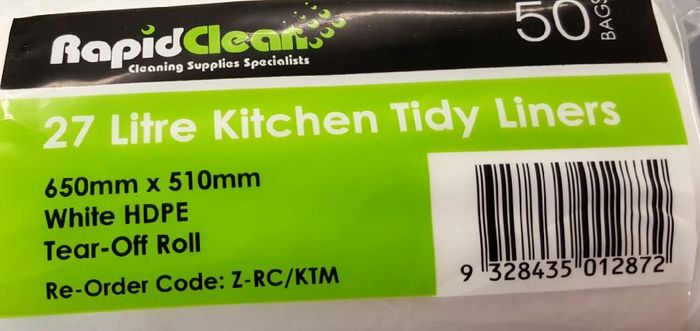 RapidClean
Cleaning Supplies Specialists
50 BAGS
27 Litre Kitchen Tidy Liners
650mm x 510mm
White HDPE
Tear-Off Roll
Re-Order Code: Z-RC/KTM
9 328435 012872